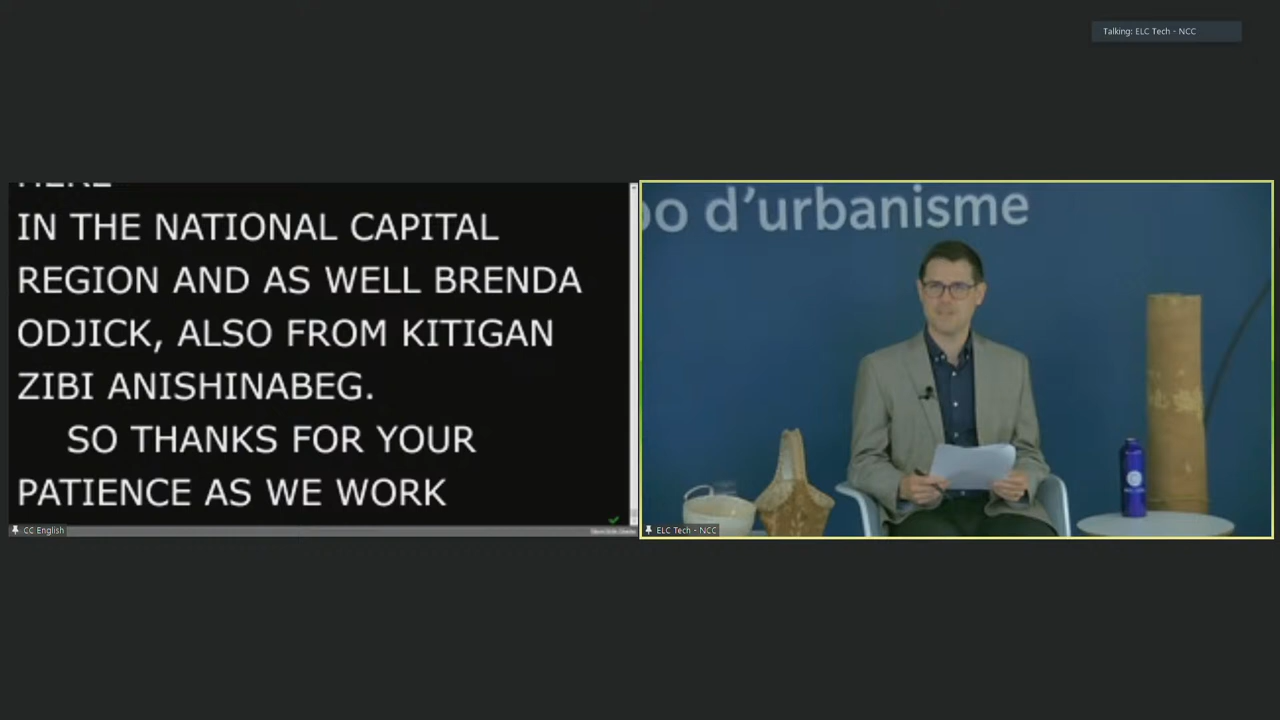 Talking: ELC Tech - NCC
HERE
IN THE NATIONAL CAPITAL
REGION AND AS WELL BRENDA
ODJICK, ALSO FROM KITIGAN
ZIBI ANISHINABEG.
SO THANKS FOR YOUR
PATIENCE AS WE WORK
CC English
o d'urbanisme
ELC Tech - NCC